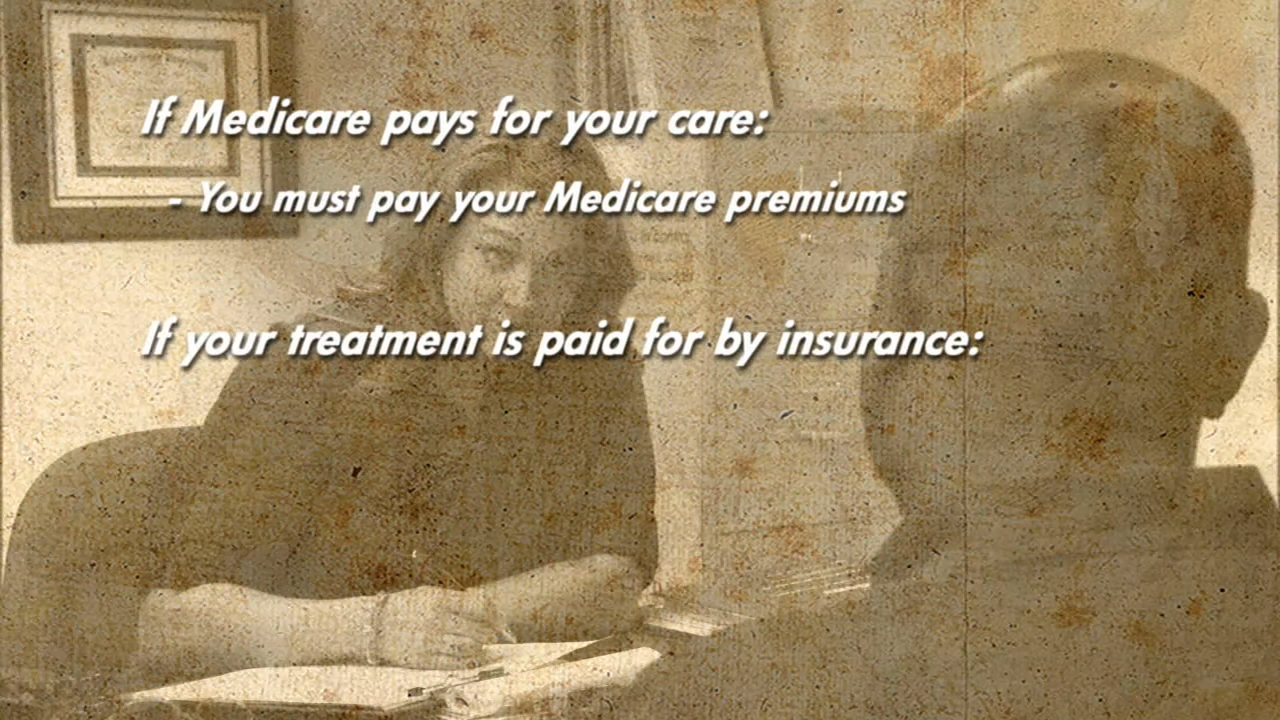 If Medicare pays for your care:
- You must pay your Medicare premiums
If your treatment is paid for by insurance: